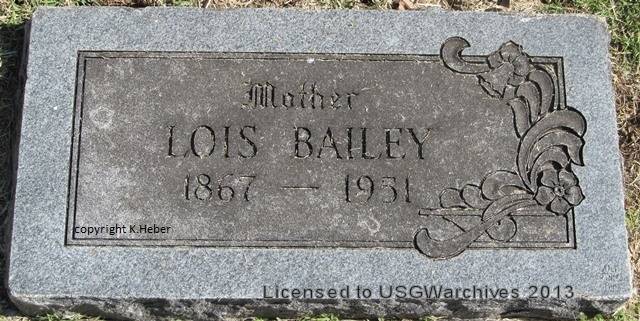 Mother
LOIS BAILEY
1867 — 1951
copyright K.Heber
Licensed to USGWarchives 2013